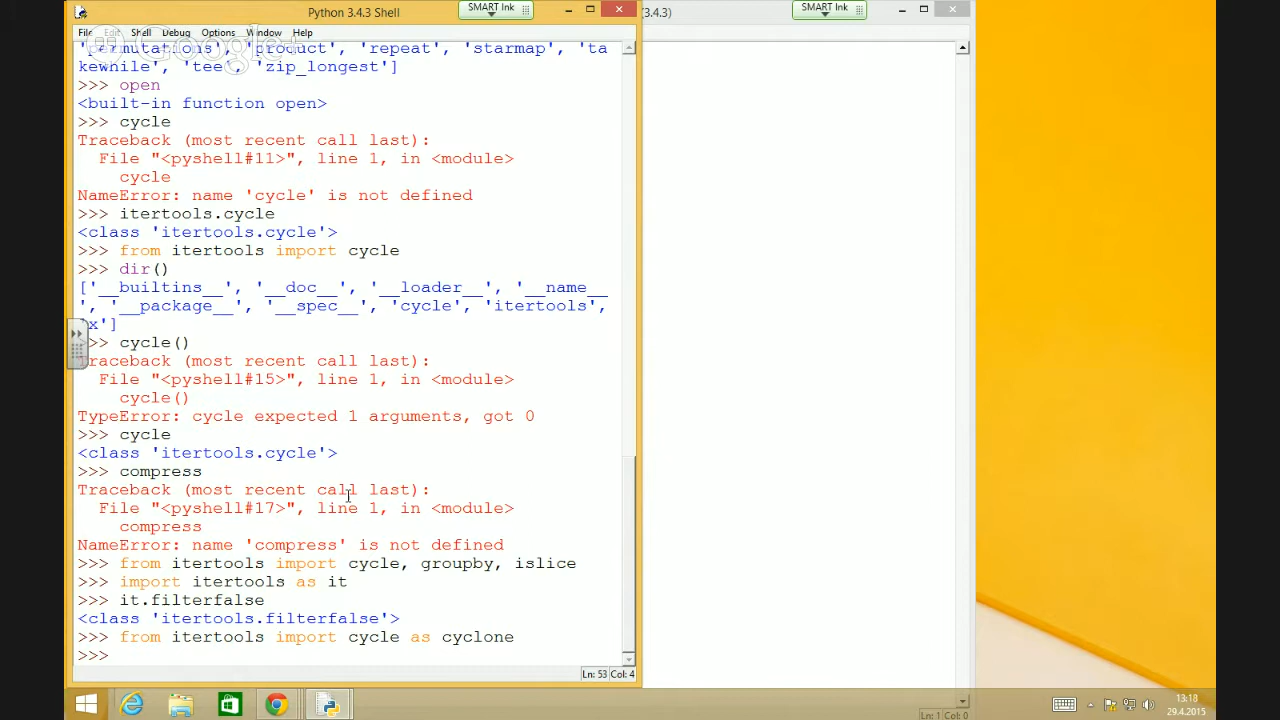 Python 3.4.3 Shell
SMART Ink
3.4.3)
SMART Ink
File Edit Shell Debug Options Window Help
Google+
'permutations', 'product', 'repeat', 'starmap', 'ta
kewhile', 'tee', 'zip_longest']
>>> open
<built-in function open>
>>> cycle
Traceback (most recent call last):
File "<pyshell#11>", line 1, in <module>
cycle
NameError: name 'cycle' is not defined
>>> itertools.cycle
<class 'itertools.cycle'>
>>> from itertools import cycle
>>> dir()
['__builtins__', '__doc__', '__loader__', '__name__
', '__package__', '__spec__', 'cycle', 'itertools',
'x']
>>> cycle()
Traceback (most recent call last):
File "<pyshell#15>", line 1, in <module>
cycle()
TypeError: cycle expected 1 arguments, got 0
>>> cycle
<class 'itertools.cycle'>
>>> compress
Traceback (most recent call last):
File "<pyshell#17>", line 1, in <module>
compress
NameError: name 'compress' is not defined
>>> from itertools import cycle, groupby, islice
>>> import itertools as it
>>> it.filterfalse
<class 'itertools.filterfalse'>
>>> from itertools import cycle as cyclone
>>>
Ln: 53 Col: 4
Ln: 1 Col: 0
13:18
29.4.2015